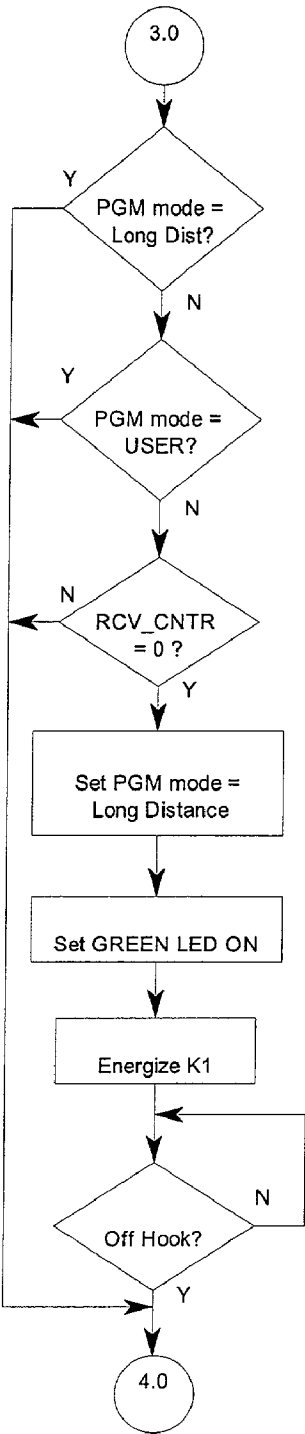 3.0
Y
PGM mode =
Long Dist?
N
Y
PGM mode =
USER?
N
N
RCV_CNTR
= 0 ?
Y
Set PGM mode =
Long Distance
Set GREEN LED ON
Energize K1
N
Off Hook?
Y
4.0